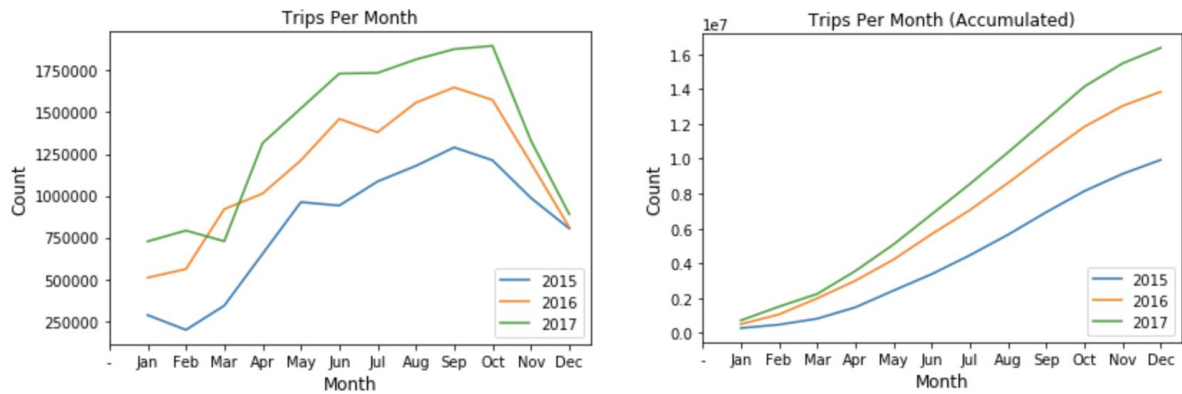 Trips Per Month
Count
1750000
1500000
1250000
1000000
750000
500000
250000
- Jan Feb Mar Apr May Jun Jul Aug Sep Oct Nov Dec
Month
2015
2016
2017
Trips Per Month (Accumulated)
1e7
Count
1.6
1.4
1.2
1.0
0.8
0.6
0.4
0.2
0.0
- Jan Feb Mar Apr May Jun Jul Aug Sep Oct Nov Dec
Month
2015
2016
2017